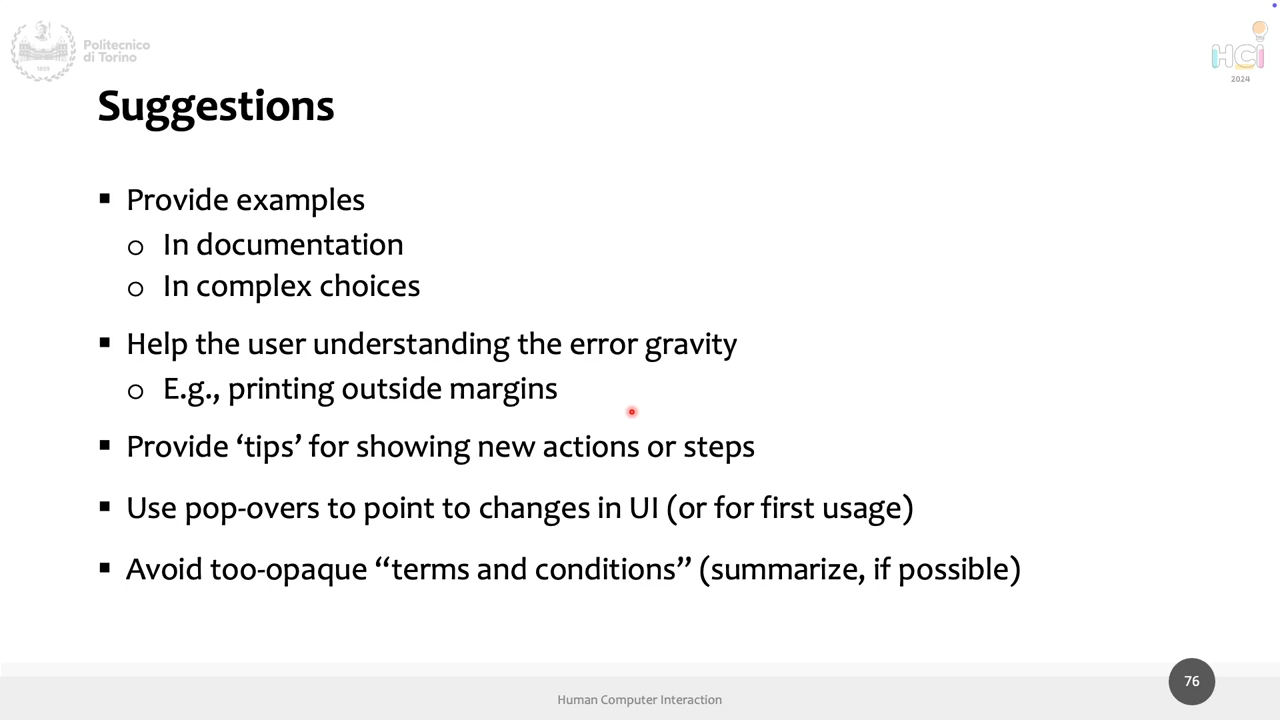 Politecnico
di Torino
1859
HCI
2024
Suggestions
▪ Provide examples
o In documentation
o In complex choices
▪ Help the user understanding the error gravity
o E.g., printing outside margins
▪ Provide ‘tips’ for showing new actions or steps
▪ Use pop-overs to point to changes in UI (or for first usage)
▪ Avoid too-opaque “terms and conditions” (summarize, if possible)
Human Computer Interaction
76